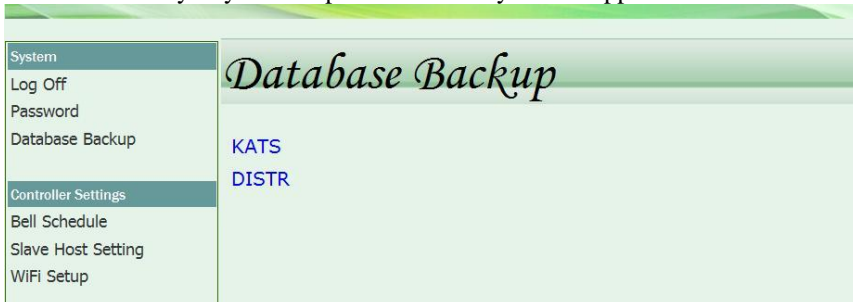 System
Log Off
Password
Database Backup
Controller Settings
Bell Schedule
Slave Host Setting
WiFi Setup
Database Backup
KATS
DISTR